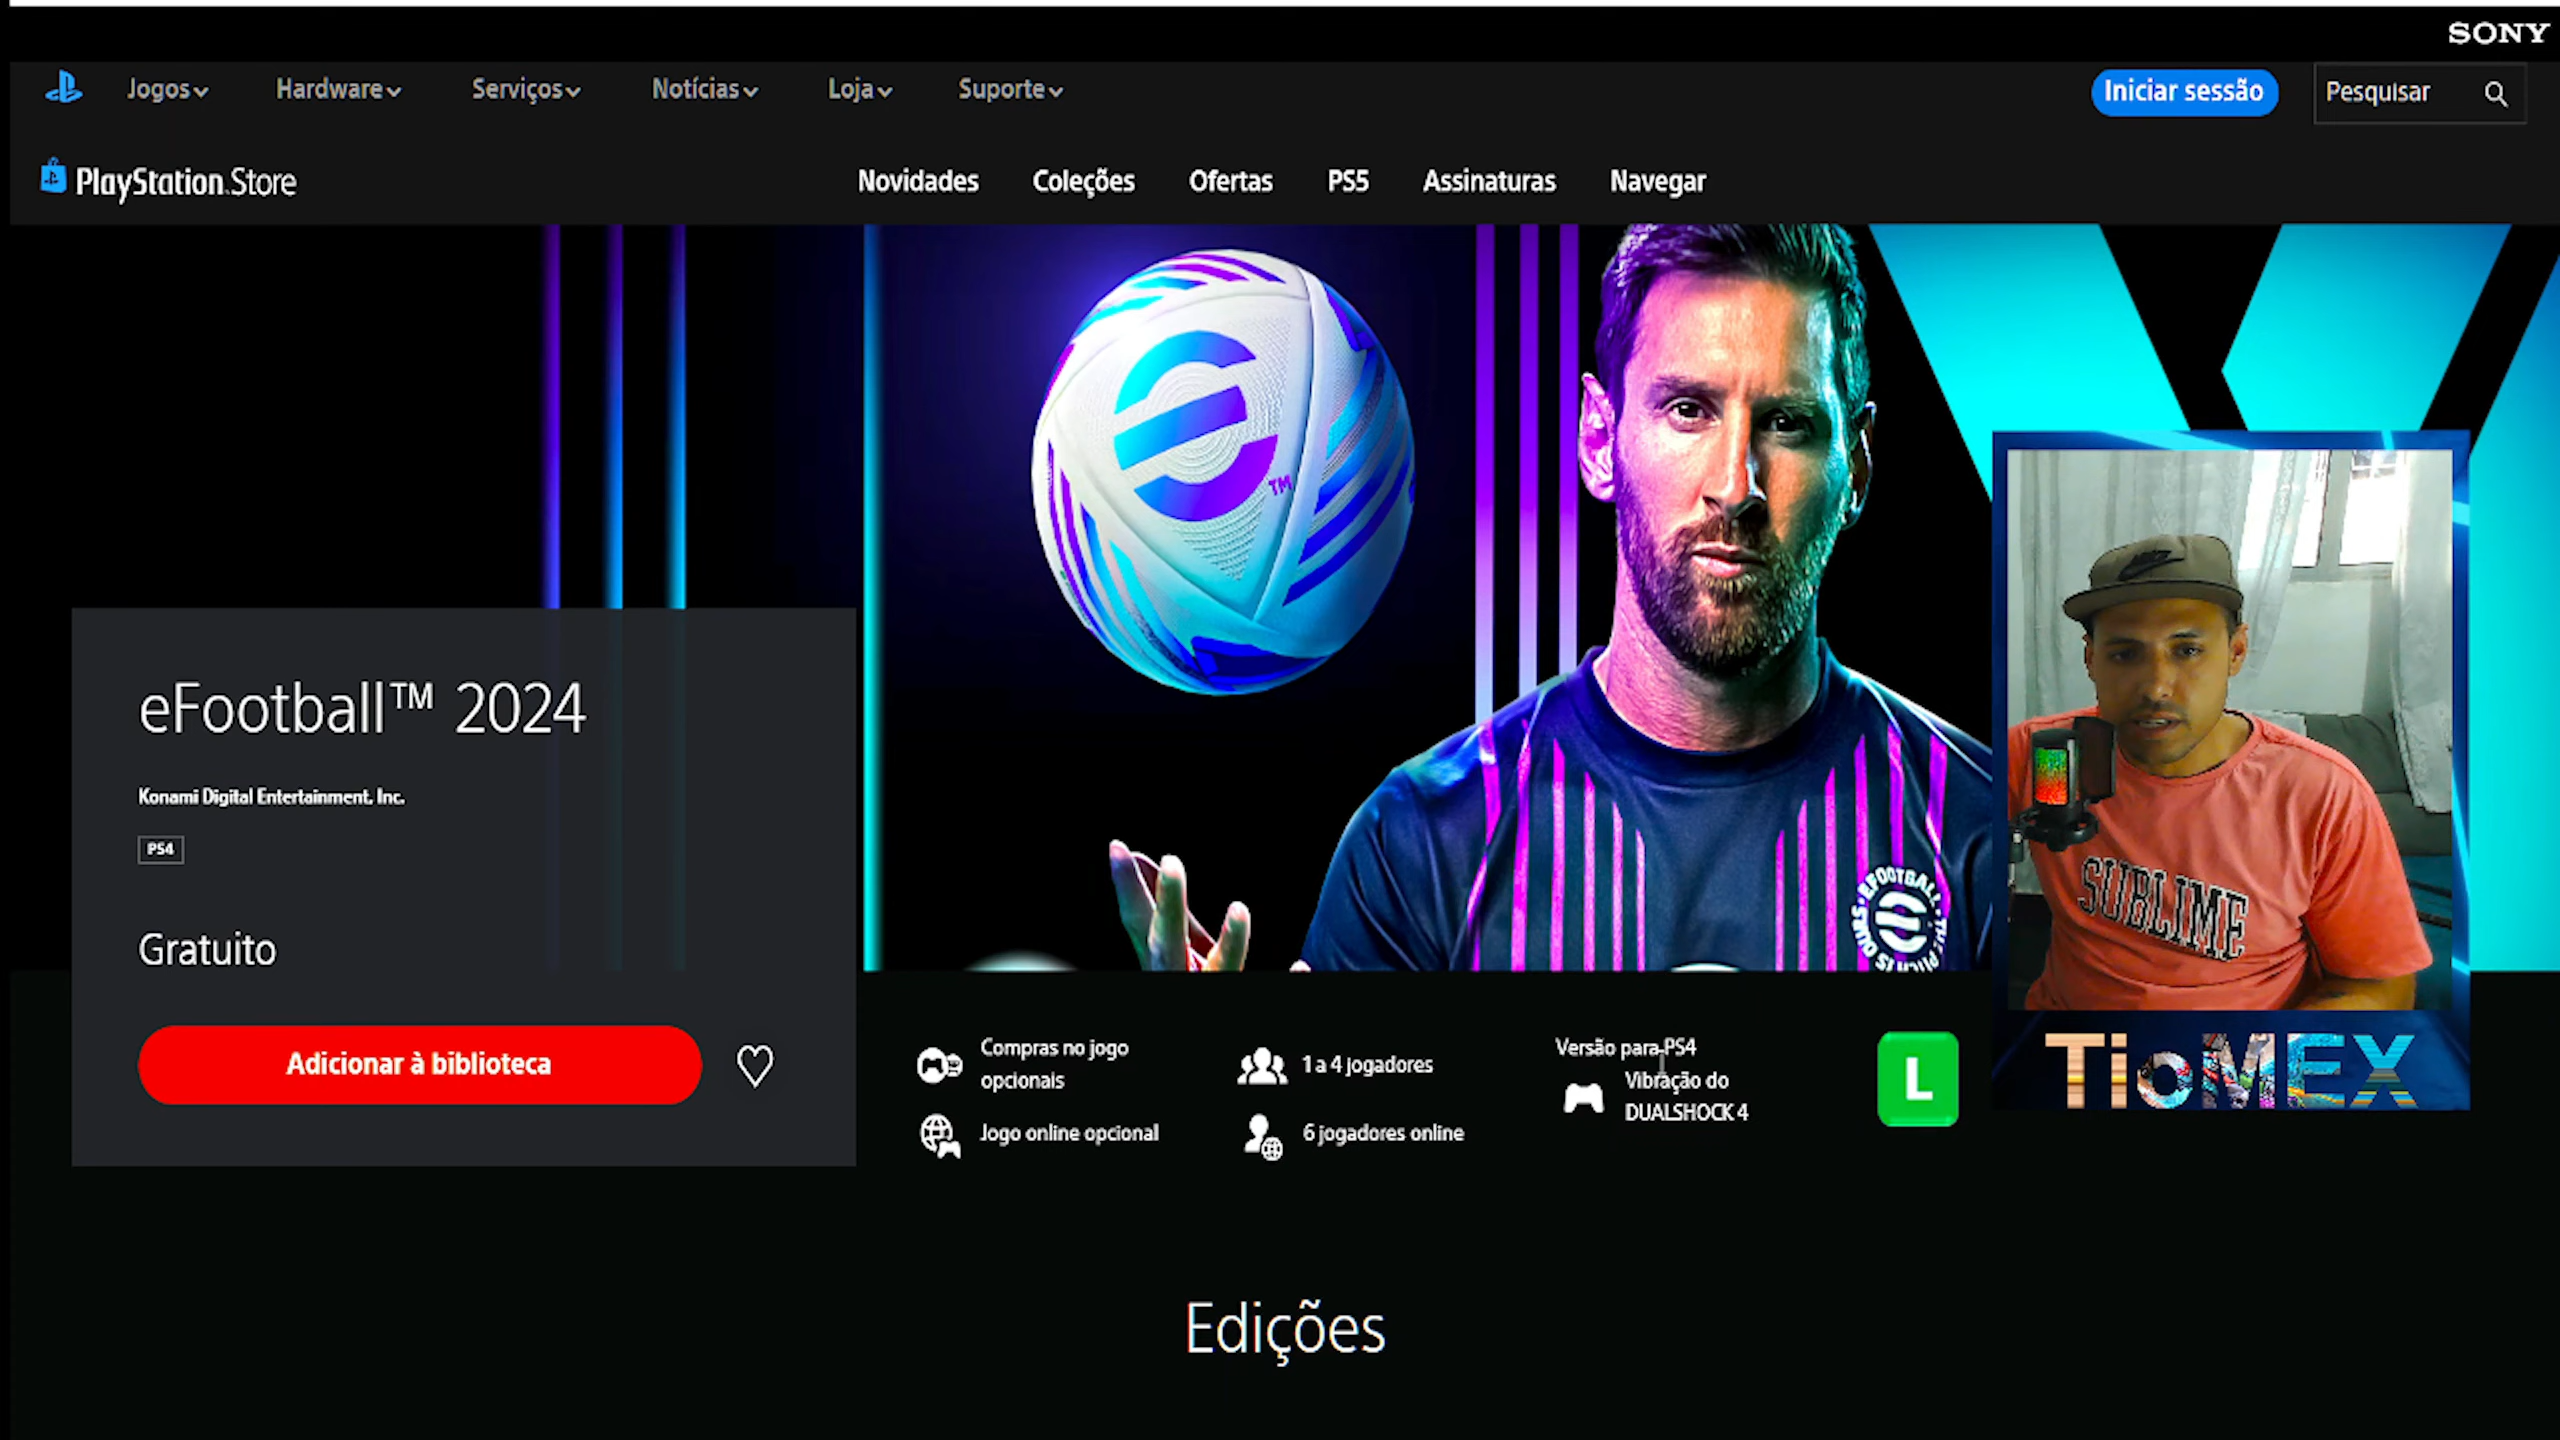 SONY
Jogos
Hardware
Serviços
Notícias
Loja
Suporte
Iniciar sessão
Pesquisar
PlayStation.Store
Novidades
Coleções
Ofertas
PS5
Assinaturas
Navegar
TM
eFootball™ 2024
Konami Digital Entertainment, Inc.
PS4
Gratuito
Adicionar à biblioteca
Compras no jogo
opcionais
Jogo online opcional
1 a 4 jogadores
6 jogadores online
Versão para PS4
Vibração do
DUALSHOCK 4
L
EFOOTBALL
SUBLIME
TioMEX
Edições